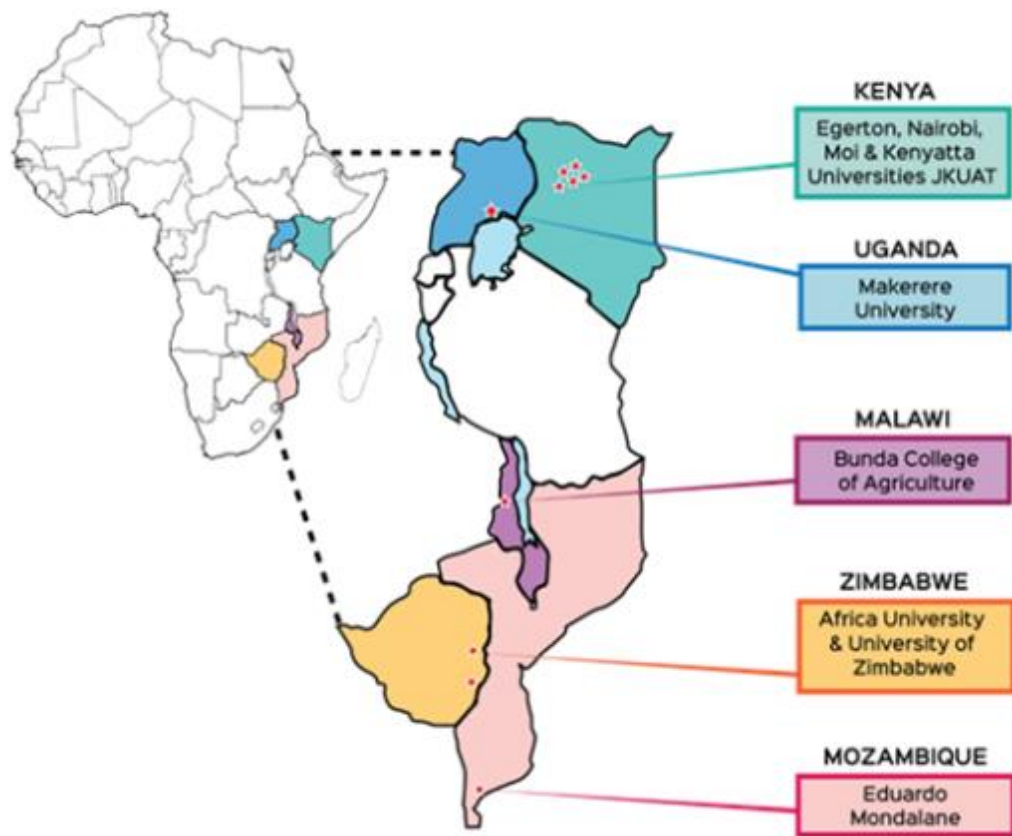 KENYA
Egerton, Nairobi,
Moi & Kenyatta
Universities JKUAT
UGANDA
Makerere
University
MALAWI
Bunda College
of Agriculture
ZIMBABWE
Africa University
& University of
Zimbabwe
MOZAMBIQUE
Eduardo
Mondalane